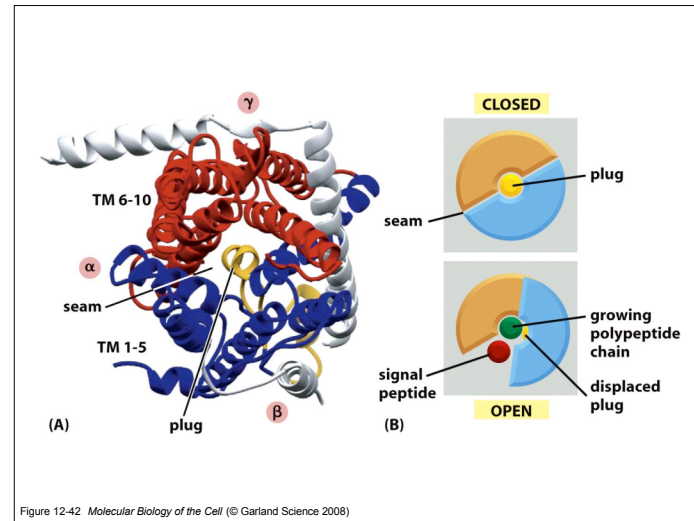 γ
TM 6-10
α
seam
TM 1-5
plug
β
(A)
CLOSED
plug
seam
growing
polypeptide
chain
signal
peptide
displaced
plug
OPEN
(B)
Figure 12-42 Molecular Biology of the Cell (© Garland Science 2008)